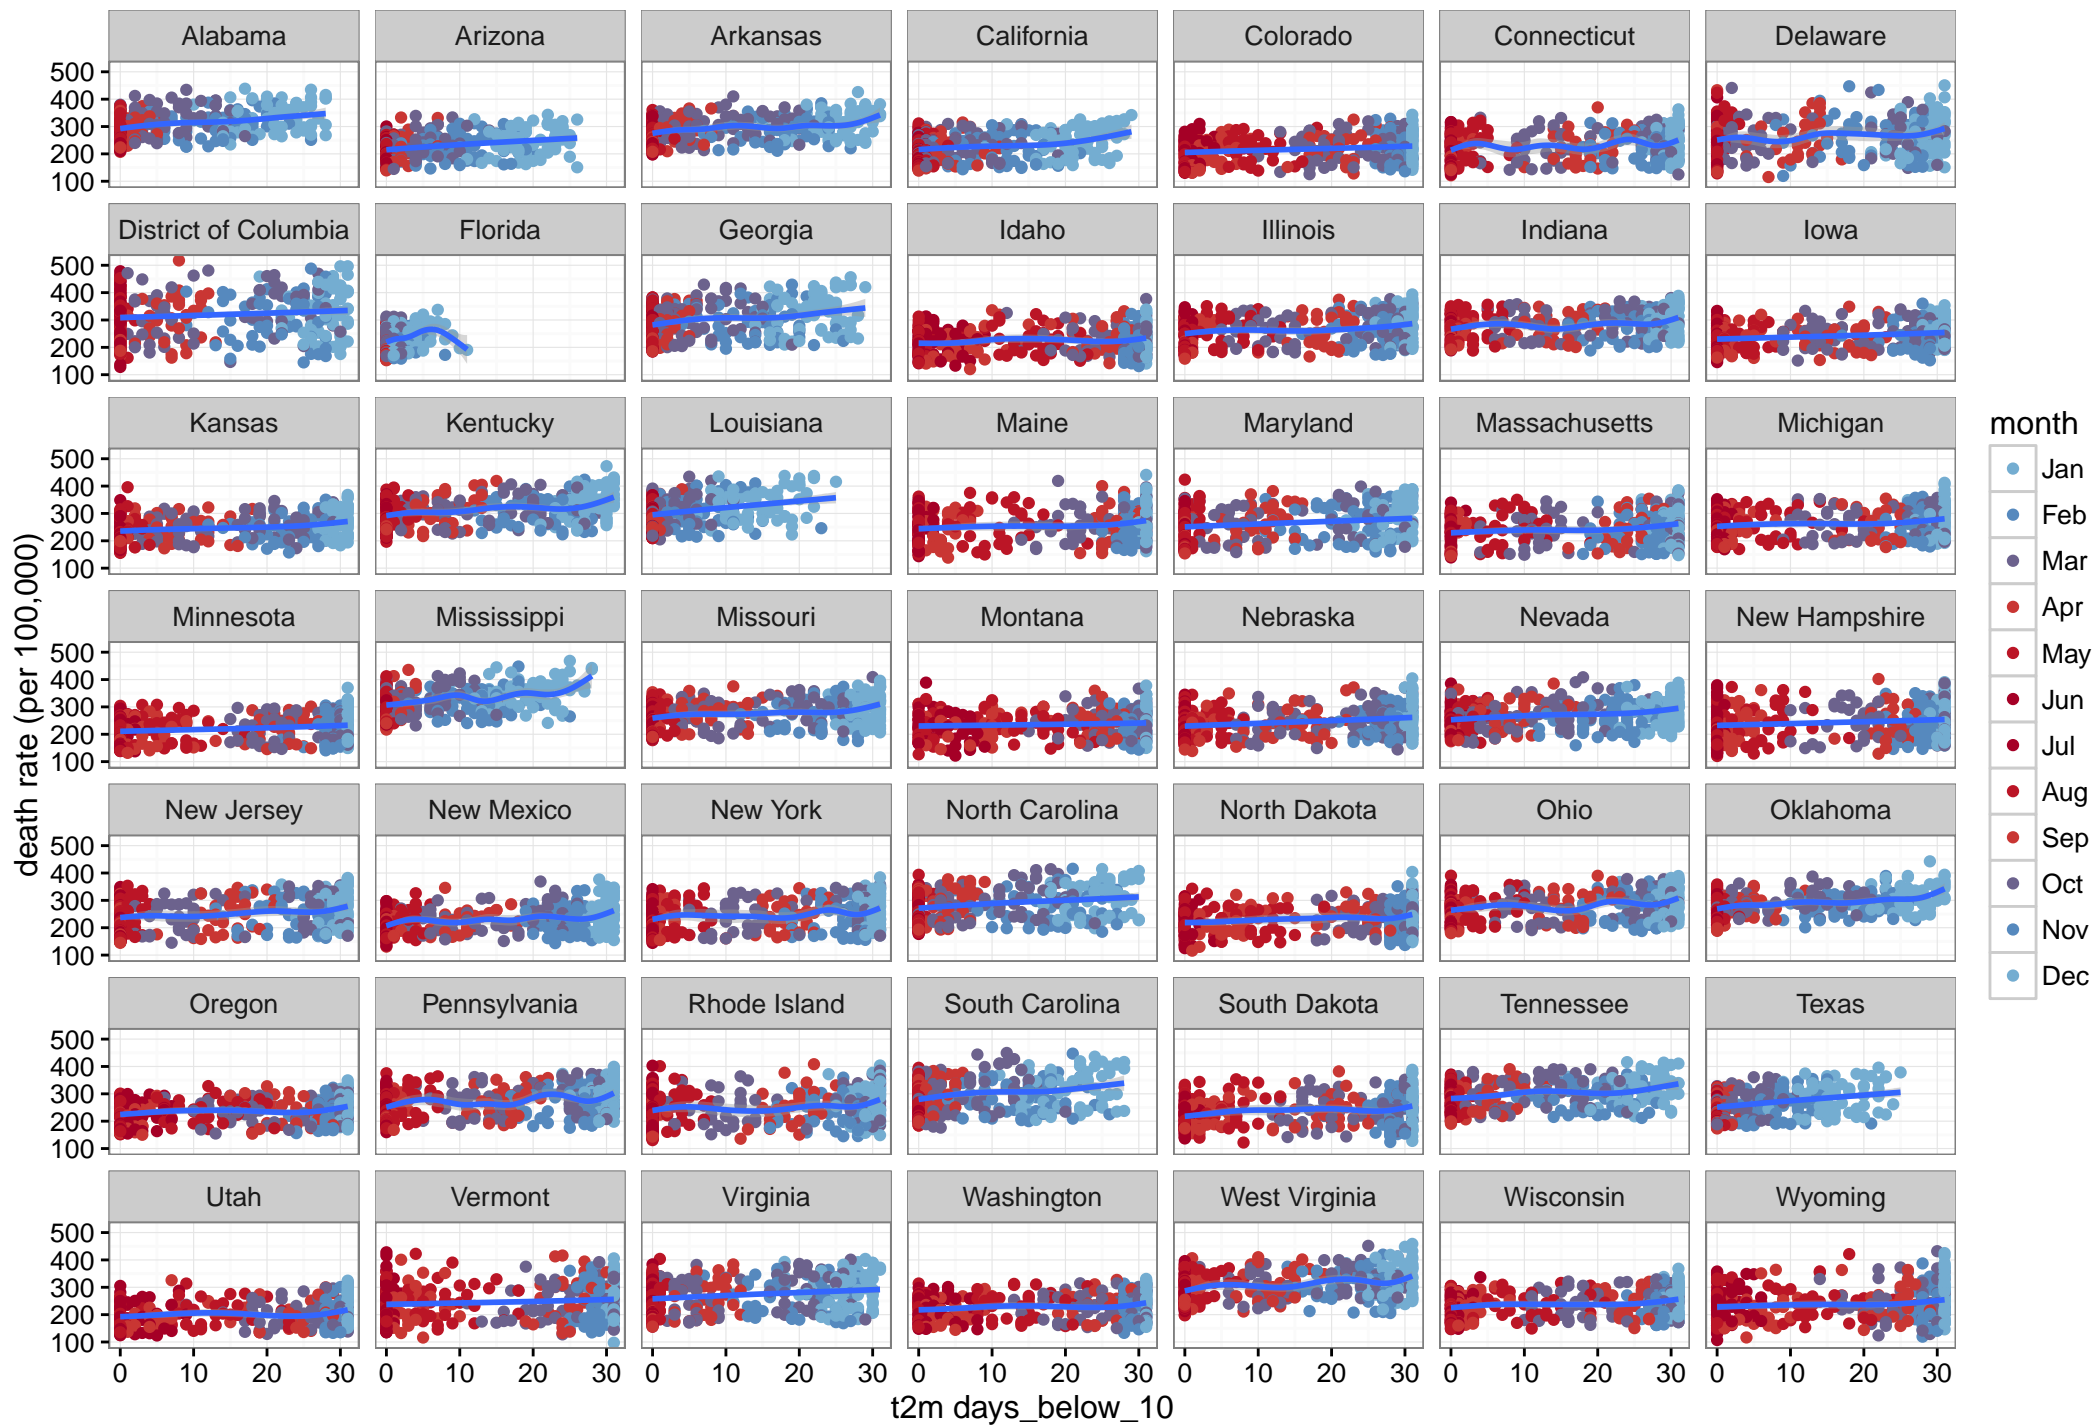 Alabama Arizona Arkansas California Colorado Connecticut Delaware
500
400
300
200
100
District of Columbia Florida Georgia Idaho Illinois Indiana Iowa
500
400
300
200
100
Kansas Kentucky Louisiana Maine Maryland Massachusetts Michigan
500
400
300
200
100
Minnesota Mississippi Missouri Montana Nebraska Nevada New Hampshire
500
400
300
200
100
New Jersey New Mexico New York North Carolina North Dakota Ohio Oklahoma
500
400
300
200
100
Oregon Pennsylvania Rhode Island South Carolina South Dakota Tennessee Texas
500
400
300
200
100
Utah Vermont Virginia Washington West Virginia Wisconsin Wyoming
500
400
300
200
100
0 10 20 30 0 10 20 30 0 10 20 30 0 10 20 30 0 10 20 30 0 10 20 30 0 10 20 30
t2m days_below_10
death rate (per 100,000)
month
Jan
Feb
Mar
Apr
May
Jun
Jul
Aug
Sep
Oct
Nov
Dec